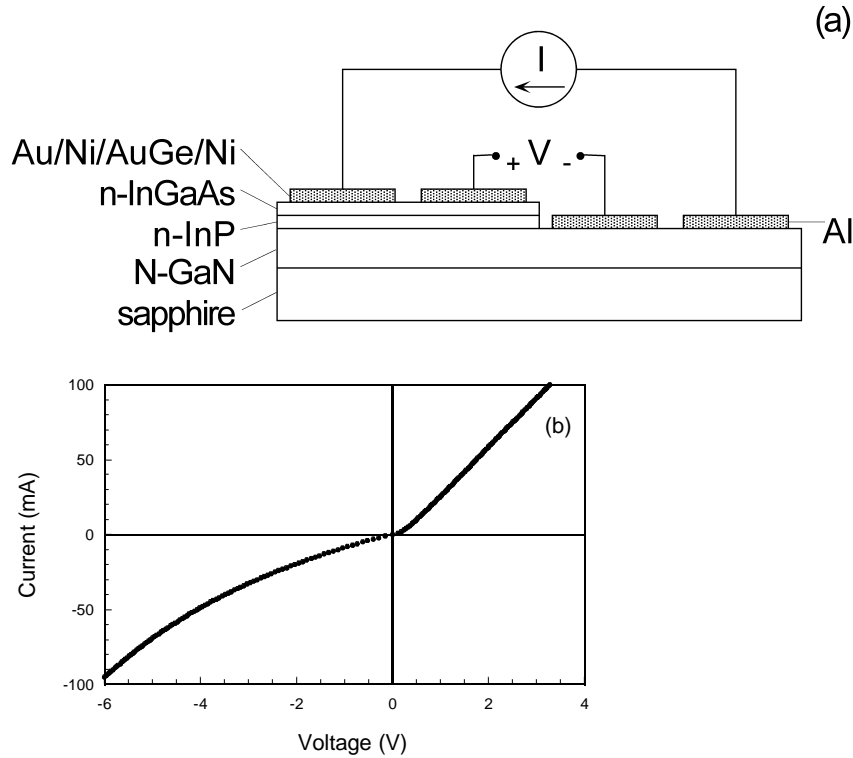 (a)
I
Au/Ni/AuGe/Ni
+ V -
n-InGaAs
n-InP
Al
N-GaN
sapphire
100
(b)
50
0
-50
-100
-6
-4
-2
0
2
4
Current (mA)
Voltage (V)